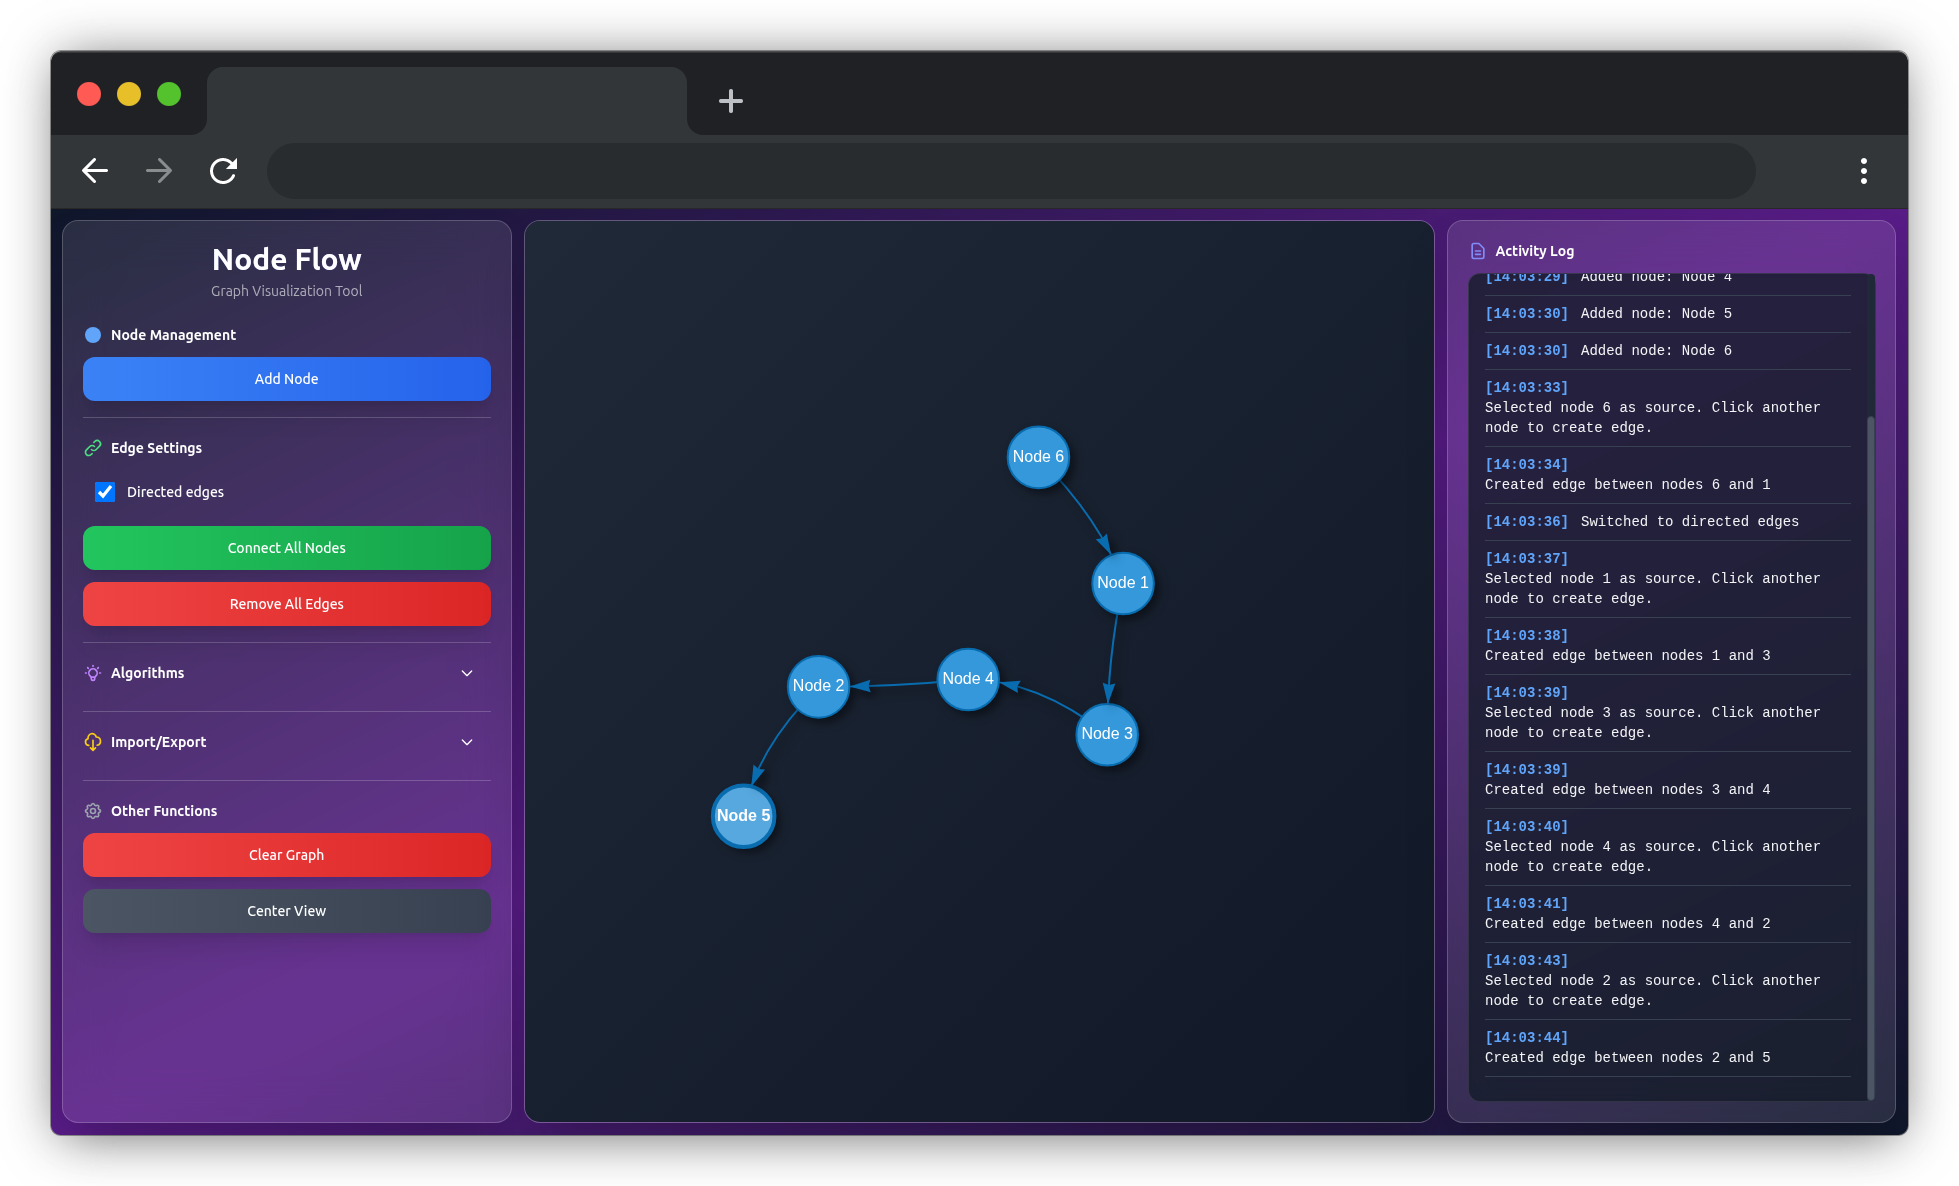 Node Flow
Graph Visualization Tool
Node Management
Add Node
Edge Settings
Directed edges
Connect All Nodes
Remove All Edges
Algorithms
Import/Export
Other Functions
Clear Graph
Center View
Node 6
Node 1
Node 4
Node 2
Node 3
Node 5
Activity Log
[14:03:29] Added node: Node 4
[14:03:30] Added node: Node 5
[14:03:30] Added node: Node 6
[14:03:33]
Selected node 6 as source. Click another
node to create edge.
[14:03:34]
Created edge between nodes 6 and 1
[14:03:36] Switched to directed edges
[14:03:37]
Selected node 1 as source. Click another
node to create edge.
[14:03:38]
Created edge between nodes 1 and 3
[14:03:39]
Selected node 3 as source. Click another
node to create edge.
[14:03:39]
Created edge between nodes 3 and 4
[14:03:40]
Selected node 4 as source. Click another
node to create edge.
[14:03:41]
Created edge between nodes 4 and 2
[14:03:43]
Selected node 2 as source. Click another
node to create edge.
[14:03:44]
Created edge between nodes 2 and 5